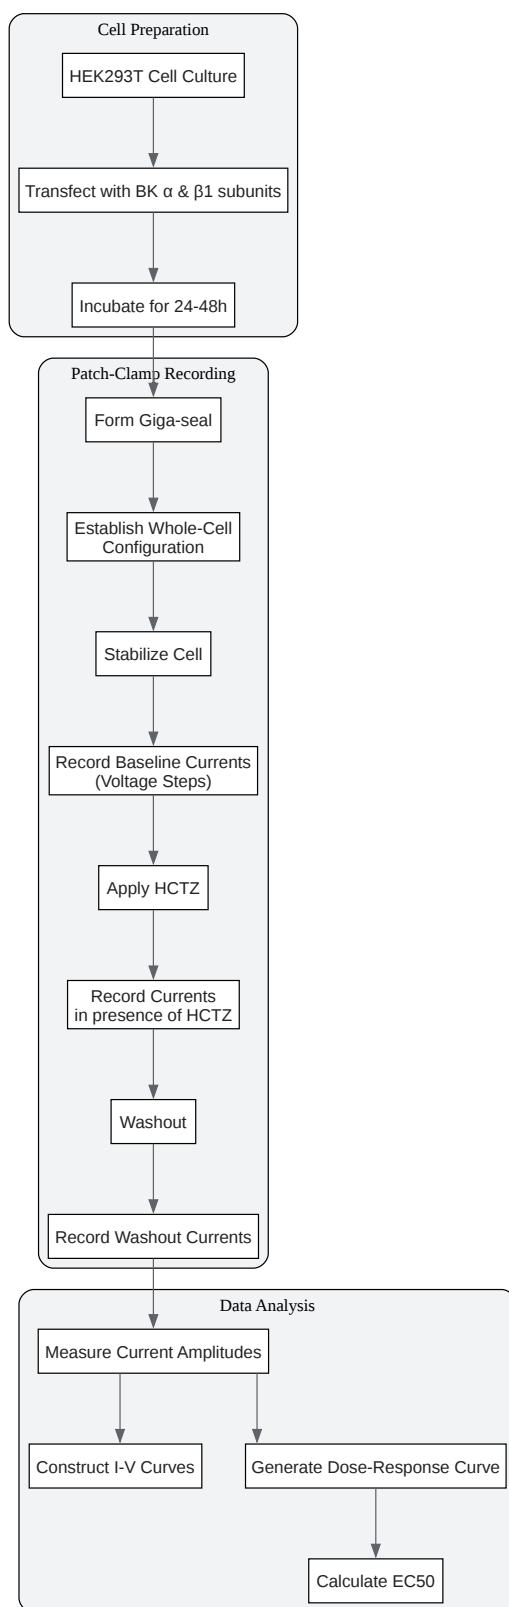 Cell Preparation
HEK293T Cell Culture
Transfect with BK α & β1 subunits
Incubate for 24-48h
Patch-Clamp Recording
Form Giga-seal
Establish Whole-Cell
Configuration
Stabilize Cell
Record Baseline Currents
(Voltage Steps)
Apply HCTZ
Record Currents
in presence of HCTZ
Washout
Record Washout Currents
Data Analysis
Measure Current Amplitudes
Construct I-V Curves
Generate Dose-Response Curve
Calculate EC50